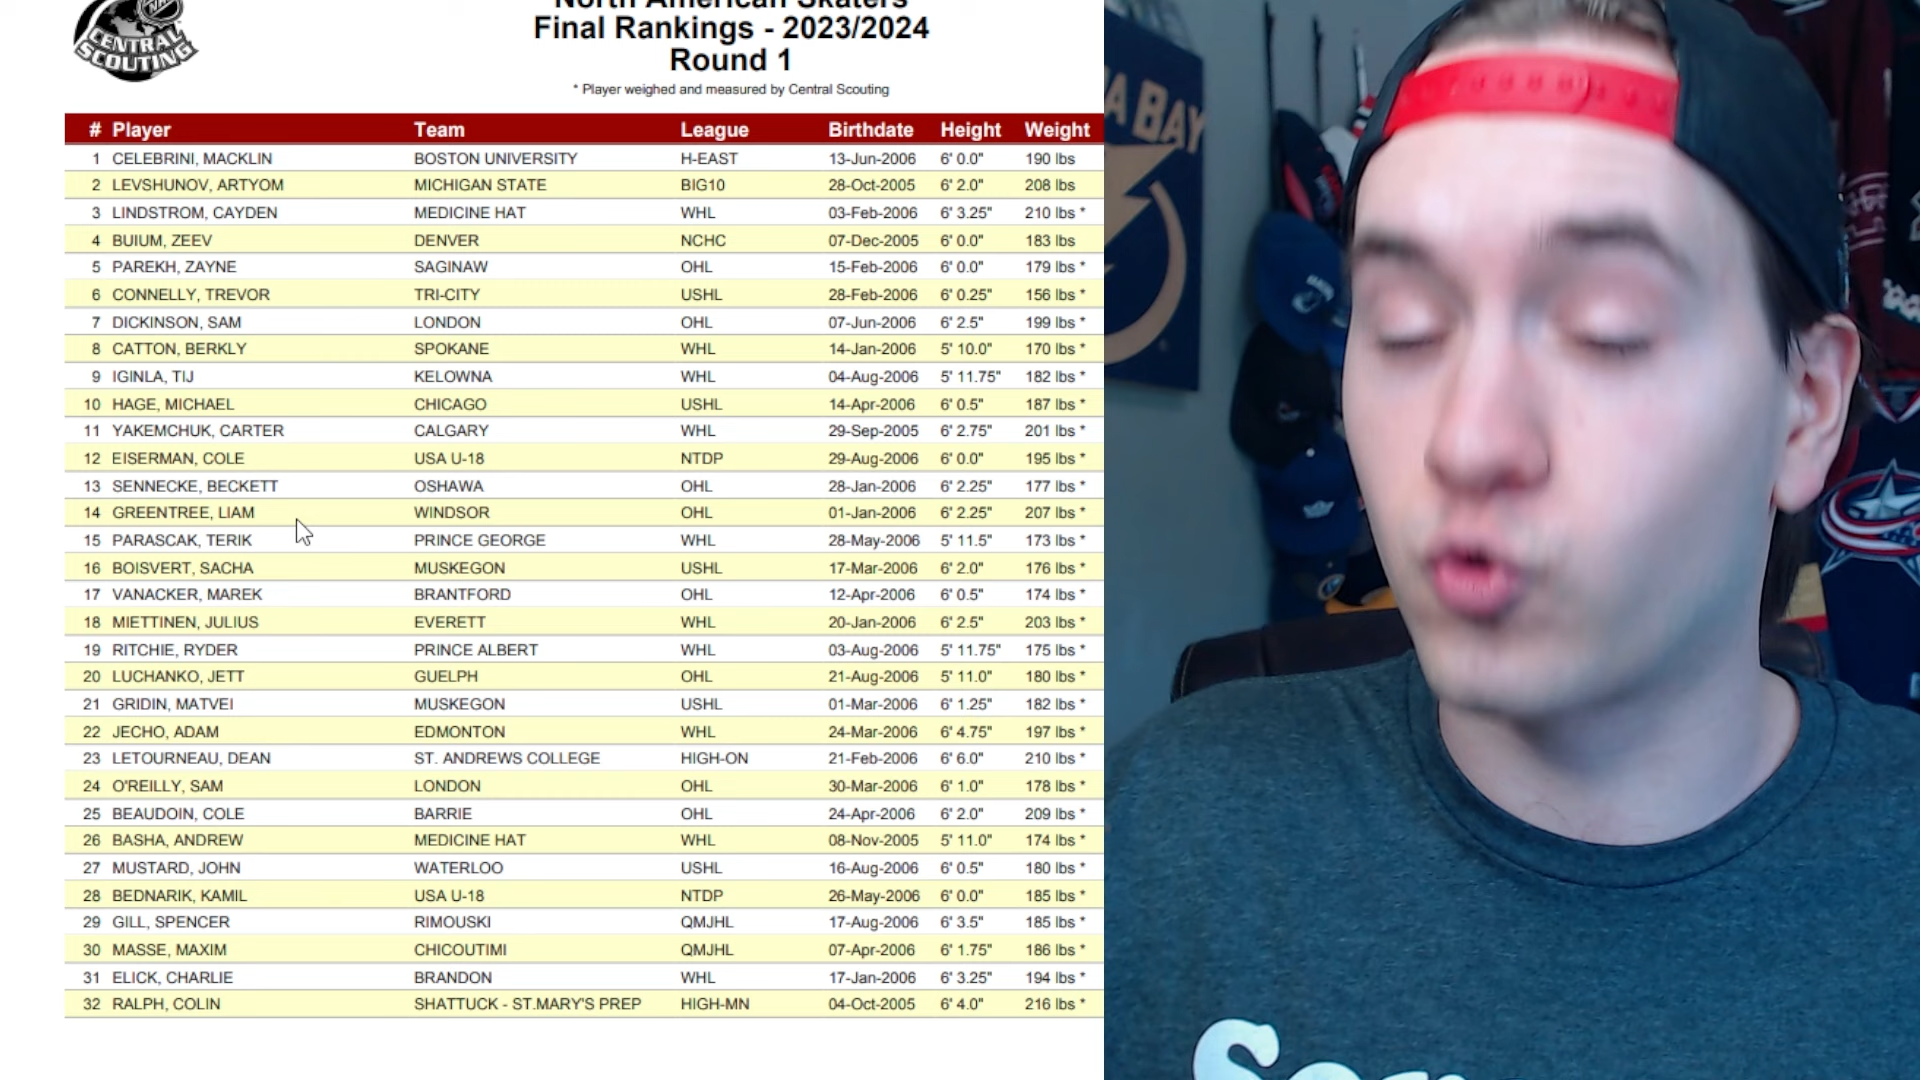 NHL
CENTRAL
SCOUTING
North American Skaters
Final Rankings - 2023/2024
Round 1
* Player weighed and measured by Central Scouting
# Player Team League Birthdate Height Weight
1 CELEBRINI, MACKLIN BOSTON UNIVERSITY H-EAST 13-Jun-2006 6' 0.0" 190 lbs
2 LEVSHUNOV, ARTYOM MICHIGAN STATE BIG10 28-Oct-2005 6' 2.0" 208 lbs
3 LINDSTROM, CAYDEN MEDICINE HAT WHL 03-Feb-2006 6' 3.25" 210 lbs *
4 BUIUM, ZEEV DENVER NCHC 07-Dec-2005 6' 0.0" 183 lbs
5 PAREKH, ZAYNE SAGINAW OHL 15-Feb-2006 6' 0.0" 179 lbs *
6 CONNELLY, TREVOR TRI-CITY USHL 28-Feb-2006 6' 0.25" 156 lbs *
7 DICKINSON, SAM LONDON OHL 07-Jun-2006 6' 2.5" 199 lbs *
8 CATTON, BERKLY SPOKANE WHL 14-Jan-2006 5' 10.0" 170 lbs *
9 IGINLA, TIJ KELOWNA WHL 04-Aug-2006 5' 11.75" 182 lbs *
10 HAGE, MICHAEL CHICAGO USHL 14-Apr-2006 6' 0.5" 187 lbs *
11 YAKEMCHUK, CARTER CALGARY WHL 29-Sep-2005 6' 2.75" 201 lbs *
12 EISERMAN, COLE USA U-18 NTDP 29-Aug-2006 6' 0.0" 195 lbs *
13 SENNECKE, BECKETT OSHAWA OHL 28-Jan-2006 6' 2.25" 177 lbs *
14 GREENTREE, LIAM WINDSOR OHL 01-Jan-2006 6' 2.25" 207 lbs *
15 PARASCAK, TERIK PRINCE GEORGE WHL 28-May-2006 5' 11.5" 173 lbs *
16 BOISVERT, SACHA MUSKEGON USHL 17-Mar-2006 6' 2.0" 176 lbs *
17 VANACKER, MAREK BRANTFORD OHL 12-Apr-2006 6' 0.5" 174 lbs *
18 MIETTINEN, JULIUS EVERETT WHL 20-Jan-2006 6' 2.5" 203 lbs *
19 RITCHIE, RYDER PRINCE ALBERT WHL 03-Aug-2006 5' 11.75" 175 lbs *
20 LUCHANKO, JETT GUELPH OHL 21-Aug-2006 5' 11.0" 180 lbs *
21 GRIDIN, MATVEI MUSKEGON USHL 01-Mar-2006 6' 1.25" 182 lbs *
22 JECHO, ADAM EDMONTON WHL 24-Mar-2006 6' 4.75" 197 lbs *
23 LETOURNEAU, DEAN ST. ANDREWS COLLEGE HIGH-ON 21-Feb-2006 6' 6.0" 210 lbs *
24 O'REILLY, SAM LONDON OHL 30-Mar-2006 6' 1.0" 178 lbs *
25 BEAUDOIN, COLE BARRIE OHL 24-Apr-2006 6' 2.0" 209 lbs *
26 BASHA, ANDREW MEDICINE HAT WHL 08-Nov-2005 5' 11.0" 174 lbs *
27 MUSTARD, JOHN WATERLOO USHL 16-Aug-2006 6' 0.5" 180 lbs *
28 BEDNARIK, KAMIL USA U-18 NTDP 26-May-2006 6' 0.0" 185 lbs *
29 GILL, SPENCER RIMOUSKI QMJHL 17-Aug-2006 6' 3.5" 185 lbs *
30 MASSE, MAXIM CHICOUTIMI QMJHL 07-Apr-2006 6' 1.75" 186 lbs *
31 ELICK, CHARLIE BRANDON WHL 17-Jan-2006 6' 3.25" 194 lbs *
32 RALPH, COLIN SHATTUCK - ST.MARY'S PREP HIGH-MN 04-Oct-2005 6' 4.0" 216 lbs *
A BAY